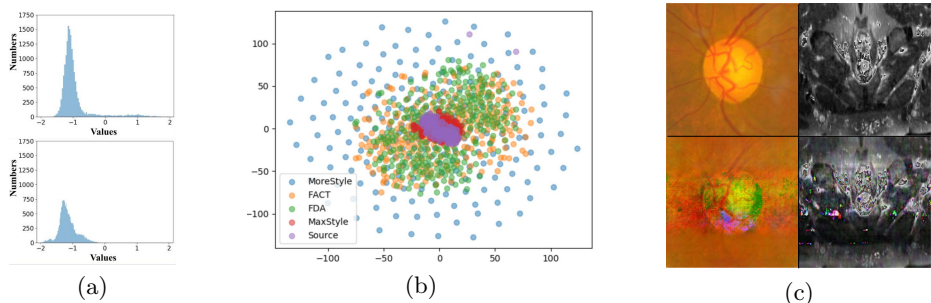 1750
1500
1250
1000
750
500
250
0
Numbers
−2 −1 0 1 2
Values
1750
1500
1250
1000
750
500
250
0
Numbers
−2 −1 0 1 2
Values
(a)
100
50
0
−50
−100
MoreStyle
FACT
FDA
MaxStyle
Source
−100 −50 0 50 100
(b)
(c)